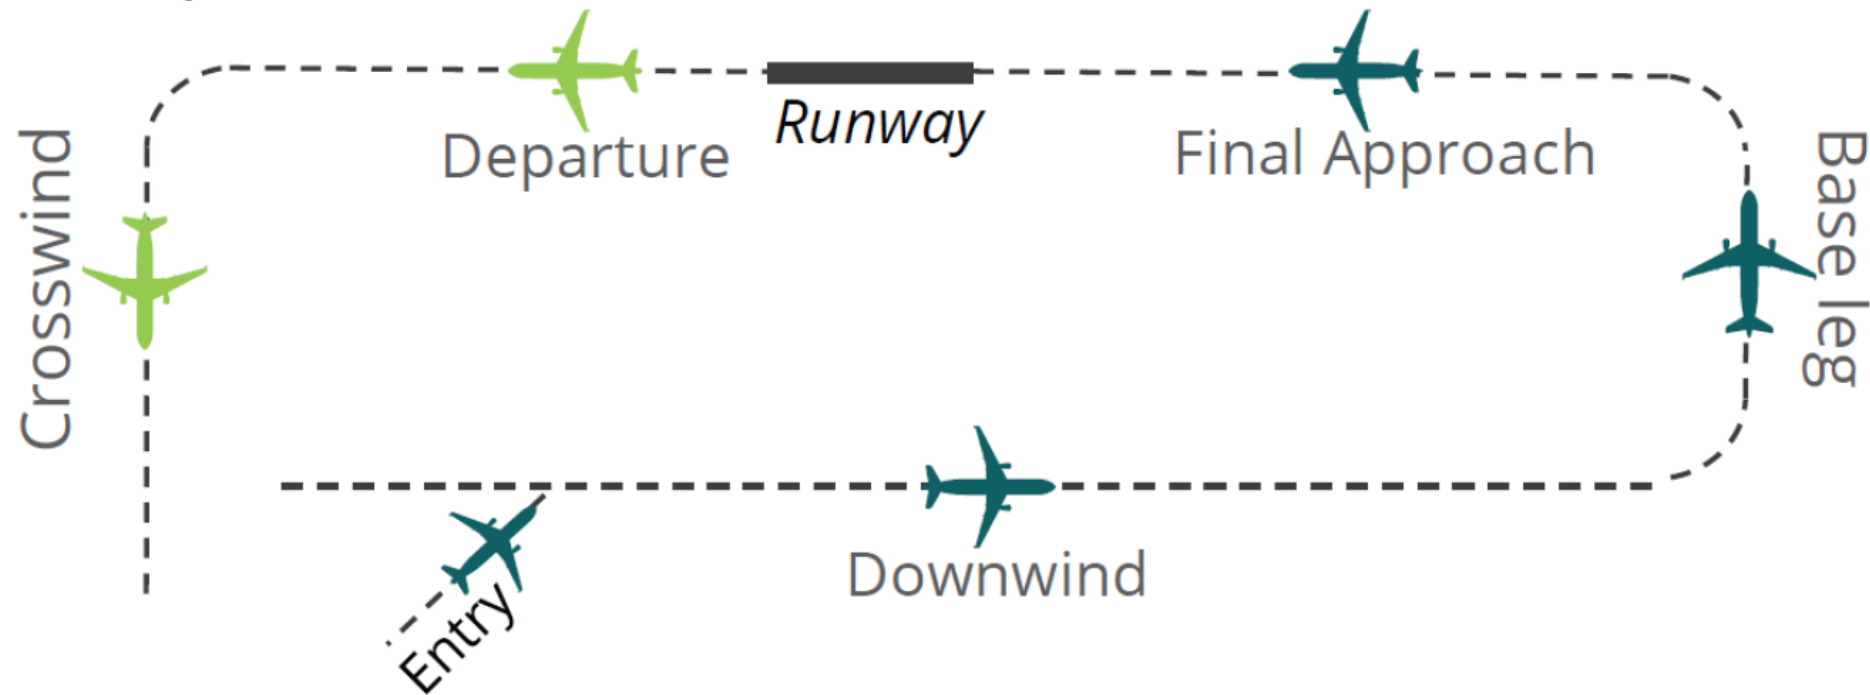 Runway
Departure
Final Approach
Crosswind
Base leg
Downwind
Entry